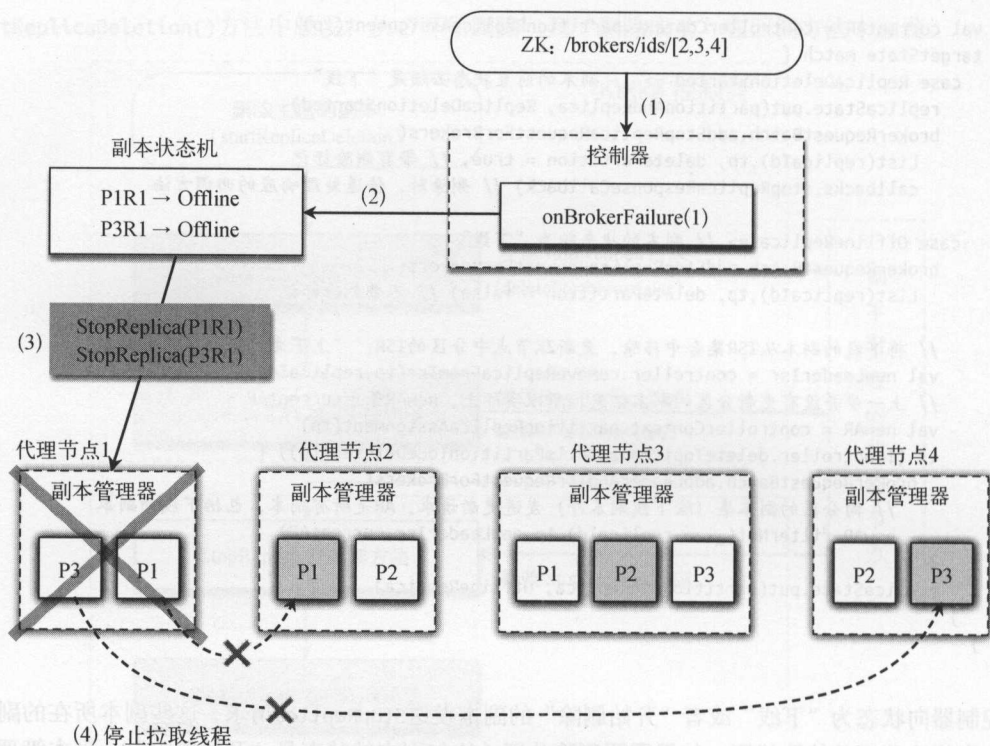 ZK：/brokers/ids/[2,3,4]
(1)
副本状态机
控制器
P1R1 → Offline
P3R1 → Offline
(2)
onBrokerFailure(1)
(3)
StopReplica(P1R1)
StopReplica(P3R1)
代理节点1
代理节点2
代理节点3
代理节点4
副本管理器
副本管理器
副本管理器
副本管理器
P3
P1
P1
P2
P1
P2
P3
P2
P3
(4) 停止拉取线程